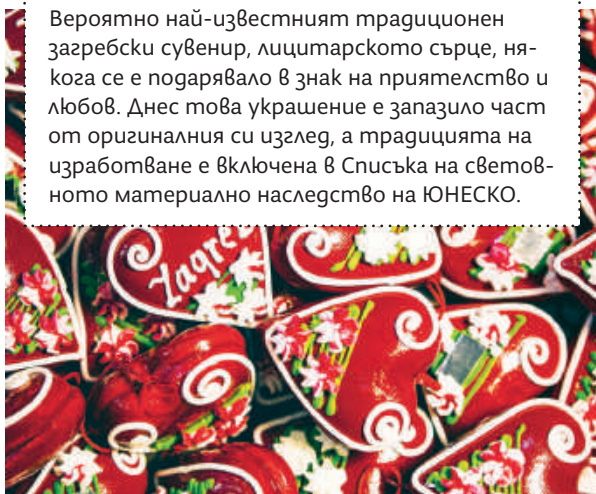 Вероятно най-известният традиционен
загребски сувенир, лицитарското сърце, ня-
кога се е подарявало в знак на приятелство и
любов. Днес това украшение е запазило част
от оригиналния си изглед, а традицията на
изработване е включена в Списъка на светов-
ното материално наследство на ЮНЕСКО.
Zagre